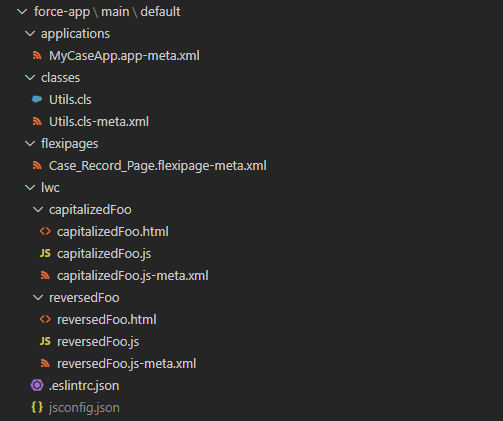 force-app \ main \ default
applications
MyCaseApp.app-meta.xml
classes
Utils.cls
Utils.cls-meta.xml
flexipages
Case_Record_Page.flexipage-meta.xml
lwc
capitalizedFoo
<> capitalizedFoo.html
JS capitalizedFoo.js
capitalizedFoo.js-meta.xml
reversedFoo
<> reversedFoo.html
JS reversedFoo.js
reversedFoo.js-meta.xml
.eslintrc.json
{ } jsconfig.json